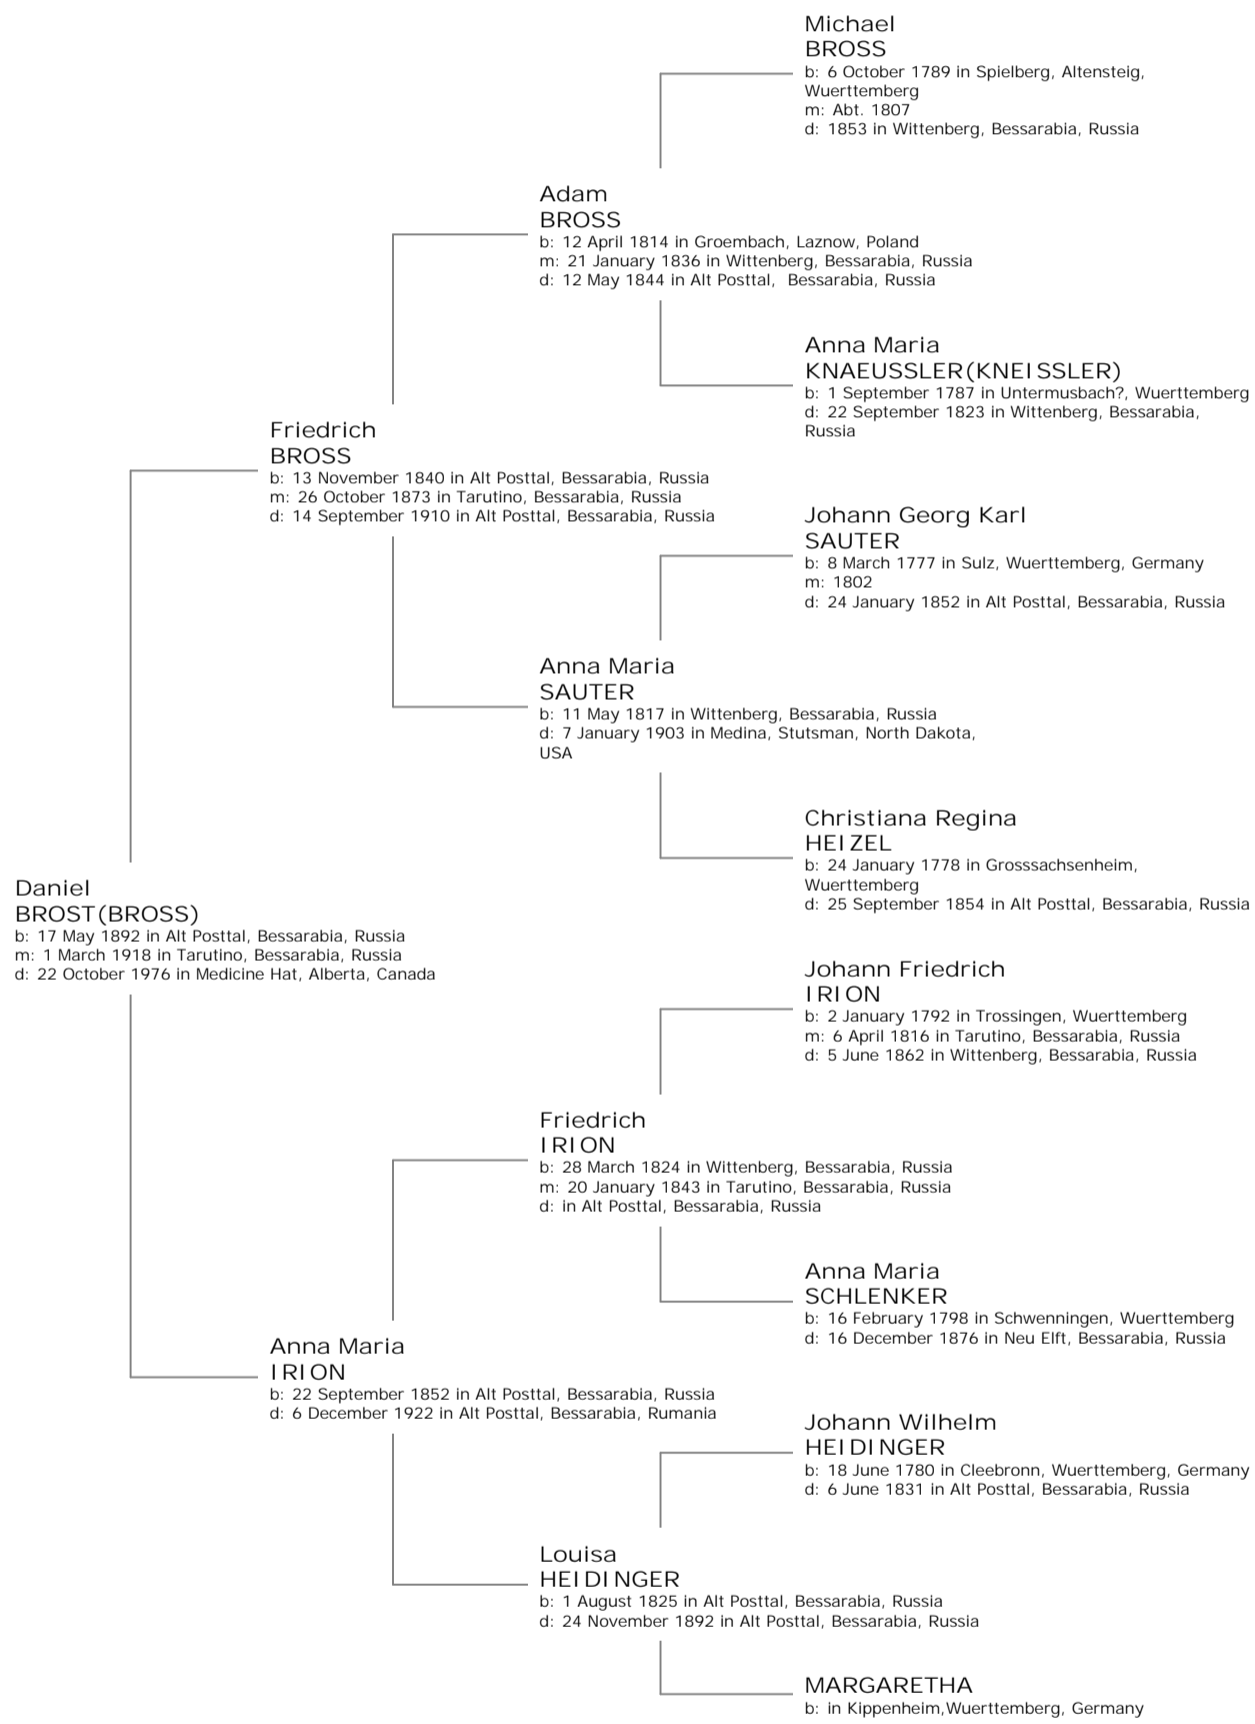 Michael
BROSS
b: 6 October 1789 in Spielberg, Altensteig,
Wuerttemberg
m: Abt. 1807
d: 1853 in Wittenberg, Bessarabia, Russia
Adam
BROSS
b: 12 April 1814 in Groembach, Laznow, Poland
m: 21 January 1836 in Wittenberg, Bessarabia, Russia
d: 12 May 1844 in Alt Posttal,  Bessarabia, Russia
Anna Maria
KNAEUSSLER(KNEISSLER)
b: 1 September 1787 in Untermusbach?, Wuerttemberg
d: 22 September 1823 in Wittenberg, Bessarabia,
Russia
Friedrich
BROSS
b: 13 November 1840 in Alt Posttal, Bessarabia, Russia
m: 26 October 1873 in Tarutino, Bessarabia, Russia
d: 14 September 1910 in Alt Posttal, Bessarabia, Russia
Johann Georg Karl
SAUTER
b: 8 March 1777 in Sulz, Wuerttemberg, Germany
m: 1802
d: 24 January 1852 in Alt Posttal, Bessarabia, Russia
Anna Maria
SAUTER
b: 11 May 1817 in Wittenberg, Bessarabia, Russia
d: 7 January 1903 in Medina, Stutsman, North Dakota,
USA
Christiana Regina
HEIZEL
b: 24 January 1778 in Grosssachsenheim,
Wuerttemberg
d: 25 September 1854 in Alt Posttal, Bessarabia, Russia
Daniel
BROST(BROSS)
b: 17 May 1892 in Alt Posttal, Bessarabia, Russia
m: 1 March 1918 in Tarutino, Bessarabia, Russia
d: 22 October 1976 in Medicine Hat, Alberta, Canada
Johann Friedrich
IRION
b: 2 January 1792 in Trossingen, Wuerttemberg
m: 6 April 1816 in Tarutino, Bessarabia, Russia
d: 5 June 1862 in Wittenberg, Bessarabia, Russia
Friedrich
IRION
b: 28 March 1824 in Wittenberg, Bessarabia, Russia
m: 20 January 1843 in Tarutino, Bessarabia, Russia
d: in Alt Posttal, Bessarabia, Russia
Anna Maria
SCHLENKER
b: 16 February 1798 in Schwenningen, Wuerttemberg
d: 16 December 1876 in Neu Elft, Bessarabia, Russia
Anna Maria
IRION
b: 22 September 1852 in Alt Posttal, Bessarabia, Russia
d: 6 December 1922 in Alt Posttal, Bessarabia, Rumania
Johann Wilhelm
HEIDINGER
b: 18 June 1780 in Cleebronn, Wuerttemberg, Germany
d: 6 June 1831 in Alt Posttal, Bessarabia, Russia
Louisa
HEIDINGER
b: 1 August 1825 in Alt Posttal, Bessarabia, Russia
d: 24 November 1892 in Alt Posttal, Bessarabia, Russia
MARGARETHA
b: in Kippenheim,Wuerttemberg, Germany